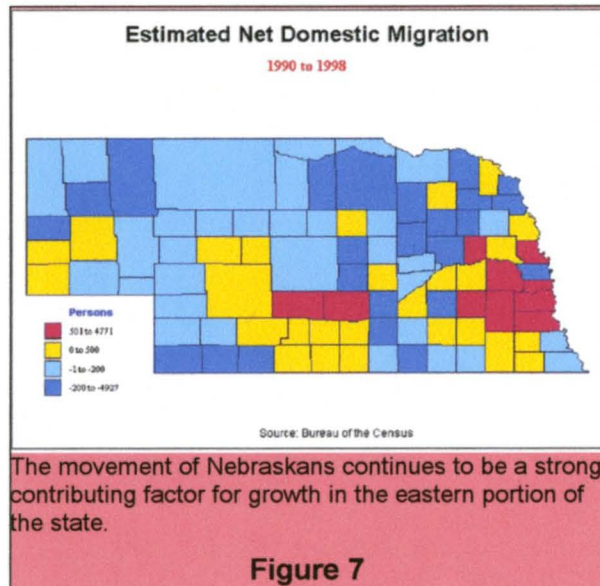 Estimated Net Domestic Migration
1990 to 1998
Persons
501 to 4771
0 to 500
-1 to -200
-200 to -4927
Source: Bureau of the Census
The movement of Nebraskans continues to be a strong
contributing factor for growth in the eastern portion of
the state.
Figure 7